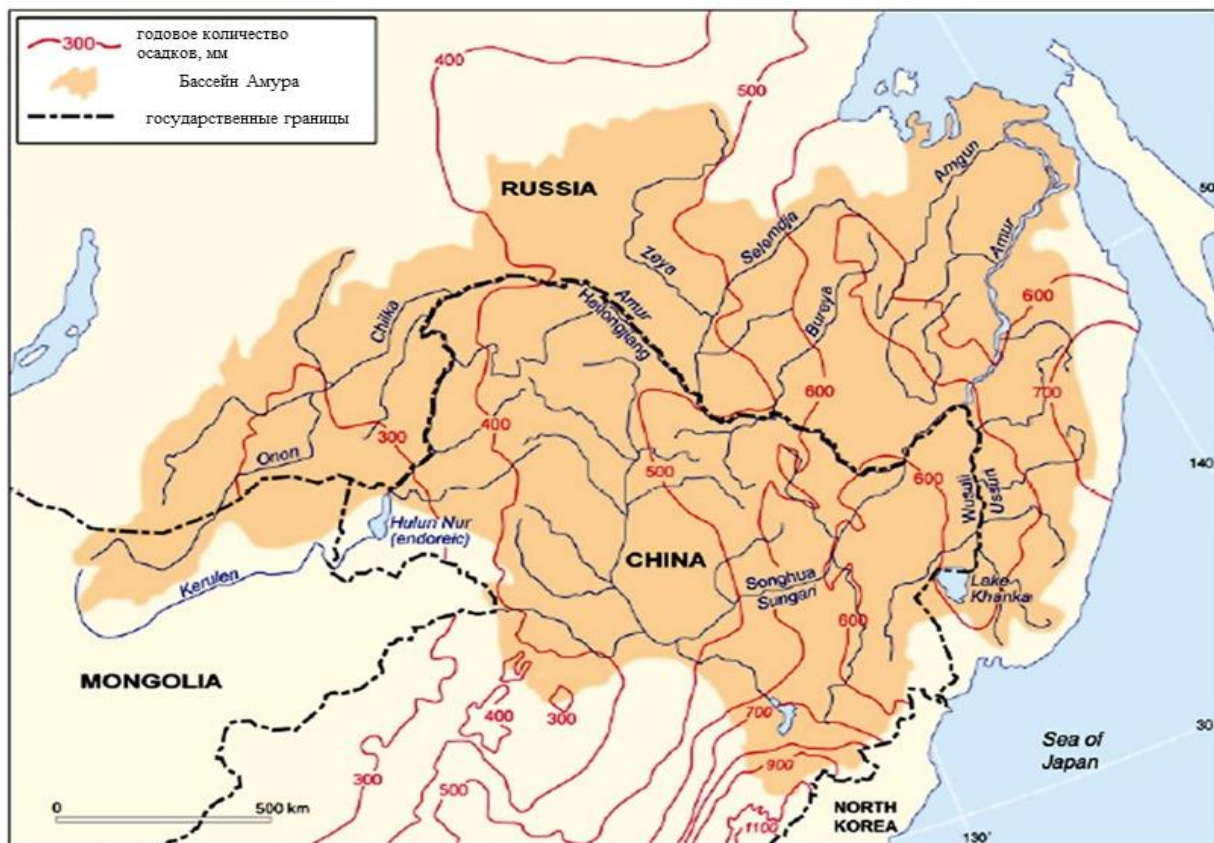 300
годовое количество
осадков, мм
Бассейн Амура
государственные границы
400
500
RUSSIA
Amgun
50
Zeya
Selemdja
Amur
Chilka
Amur
Heilongjiang
Bureya
600
600
700
300
400
Onon
500
600
Wusuli
Ussuri
Hulun Nur
(endoreic)
CHINA
140
Kerulen
Songhua
Sungari
Lake
Khanka
600
MONGOLIA
400
300
700
30
Sea of
Japan
300
500
900
0
500 km
1100
NORTH
KOREA
130°